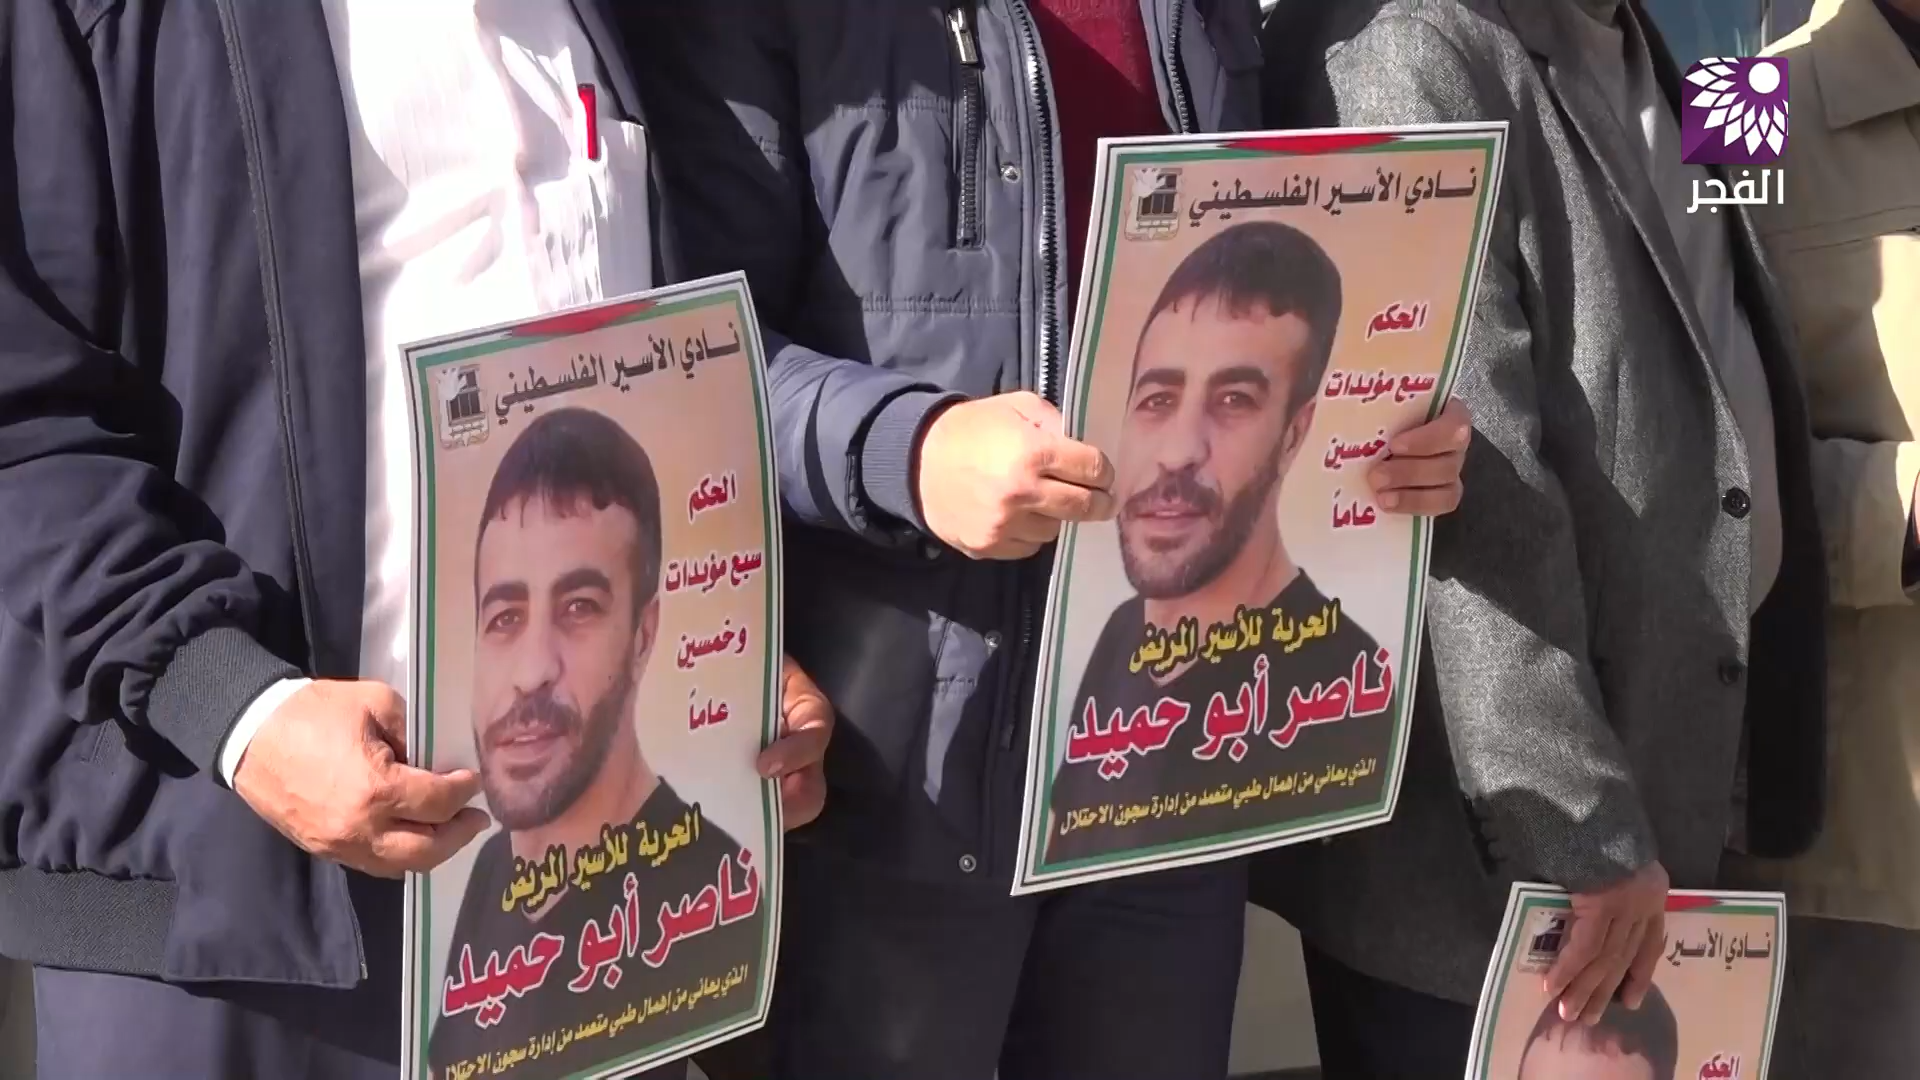 الفجر
نادي الأسير الفلسطيني
الحكم
سبع مؤبدات
وخمسين
عاماً
الحرية للأسير المريض
ناصر أبو حميد
الذي يعاني من إهمال طبي متعمد من إدارة سجون الاحتلال
نادي الأسير الفلسطيني
الحكم
سبع مؤبدات
وخمسين
عاماً
الحرية للأسير المريض
ناصر أبو حميد
الذي يعاني من إهمال طبي متعمد من إدارة سجون الاحتلال
نادي الأسير
الحكم